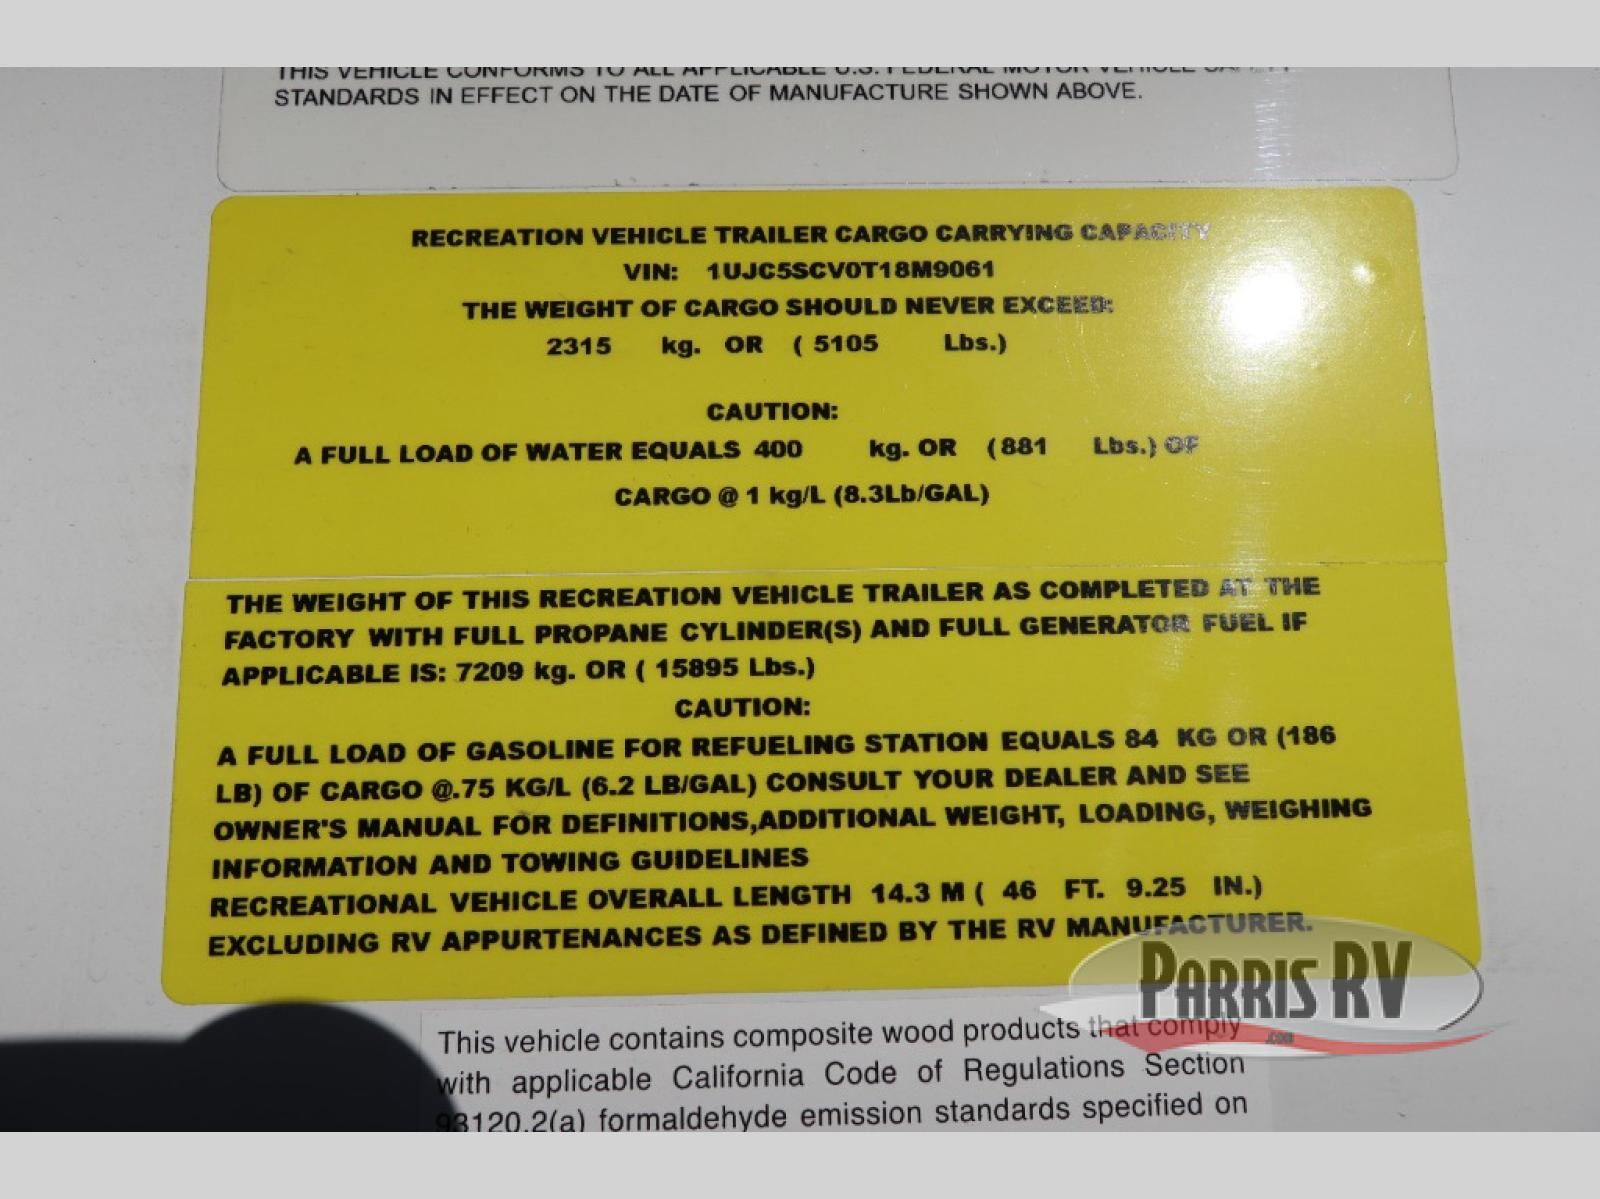 THIS VEHICLE CONFORMS TO ALL APPLICABLE U.S. FEDERAL MOTOR VEHICLE SAFETY
STANDARDS IN EFFECT ON THE DATE OF MANUFACTURE SHOWN ABOVE.
RECREATION VEHICLE TRAILER CARGO CARRYING CAPACITY
VIN: 1UJC5SCV0T18M9061
THE WEIGHT OF CARGO SHOULD NEVER EXCEED:
2315 kg. OR ( 5105 Lbs.)
CAUTION:
A FULL LOAD OF WATER EQUALS 400 kg. OR (881 Lbs.) OF
CARGO @ 1 kg/L (8.3Lb/GAL)
THE WEIGHT OF THIS RECREATION VEHICLE TRAILER AS COMPLETED AT THE
FACTORY WITH FULL PROPANE CYLINDER(S) AND FULL GENERATOR FUEL IF
APPLICABLE IS: 7209 kg. OR ( 15895 Lbs.)
CAUTION:
A FULL LOAD OF GASOLINE FOR REFUELING STATION EQUALS 84 KG OR (186
LB) OF CARGO @.75 KG/L (6.2 LB/GAL) CONSULT YOUR DEALER AND SEE
OWNER'S MANUAL FOR DEFINITIONS,ADDITIONAL WEIGHT, LOADING, WEIGHING
INFORMATION AND TOWING GUIDELINES
RECREATIONAL VEHICLE OVERALL LENGTH 14.3 M ( 46 FT. 9.25 IN.)
EXCLUDING RV APPURTENANCES AS DEFINED BY THE RV MANUFACTURER.
PARRIS RV
.COM
This vehicle contains composite wood products that comply
with applicable California Code of Regulations Section
93120.2(a) formaldehyde emission standards specified on